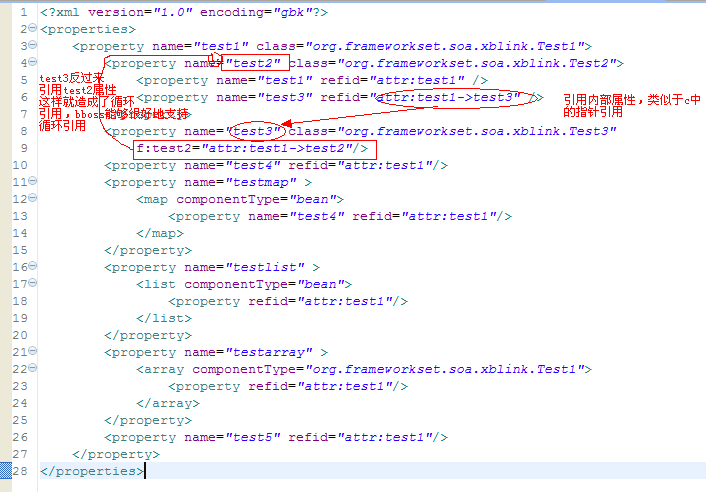 1 <?xml version="1.0" encoding="gbk"?>
2 <properties>
3 <property name="test1" class="org.frameworkset.soa.xblink.Test1">
4 <property name="test2" class="org.frameworkset.soa.xblink.Test2">
5 <property name="test1" refid="attr:test1" />
6 <property name="test3" refid="attr:test1->test3" />
7 </property>
8 <property name="test3" class="org.frameworkset.soa.xblink.Test3"
9 f:test2="attr:test1->test2"/>
10 <property name="test4" refid="attr:test1"/>
11 <property name="testmap" >
12 <map componentType="bean">
13 <property name="test4" refid="attr:test1"/>
14 </map>
15 </property>
16 <property name="testlist" >
17 <list componentType="bean">
18 <property refid="attr:test1"/>
19 </list>
20 </property>
21 <property name="testarray" >
22 <array componentType="org.frameworkset.soa.xblink.Test1">
23 <property refid="attr:test1"/>
24 </array>
25 </property>
26 <property name="test5" refid="attr:test1"/>
27 </property>
28 </properties>
test3反过来
引用test2属性
这样就造成了循环
引用，bboss能够很好地支持
循环引用
引用内部属性，类似于c中
的指针引用